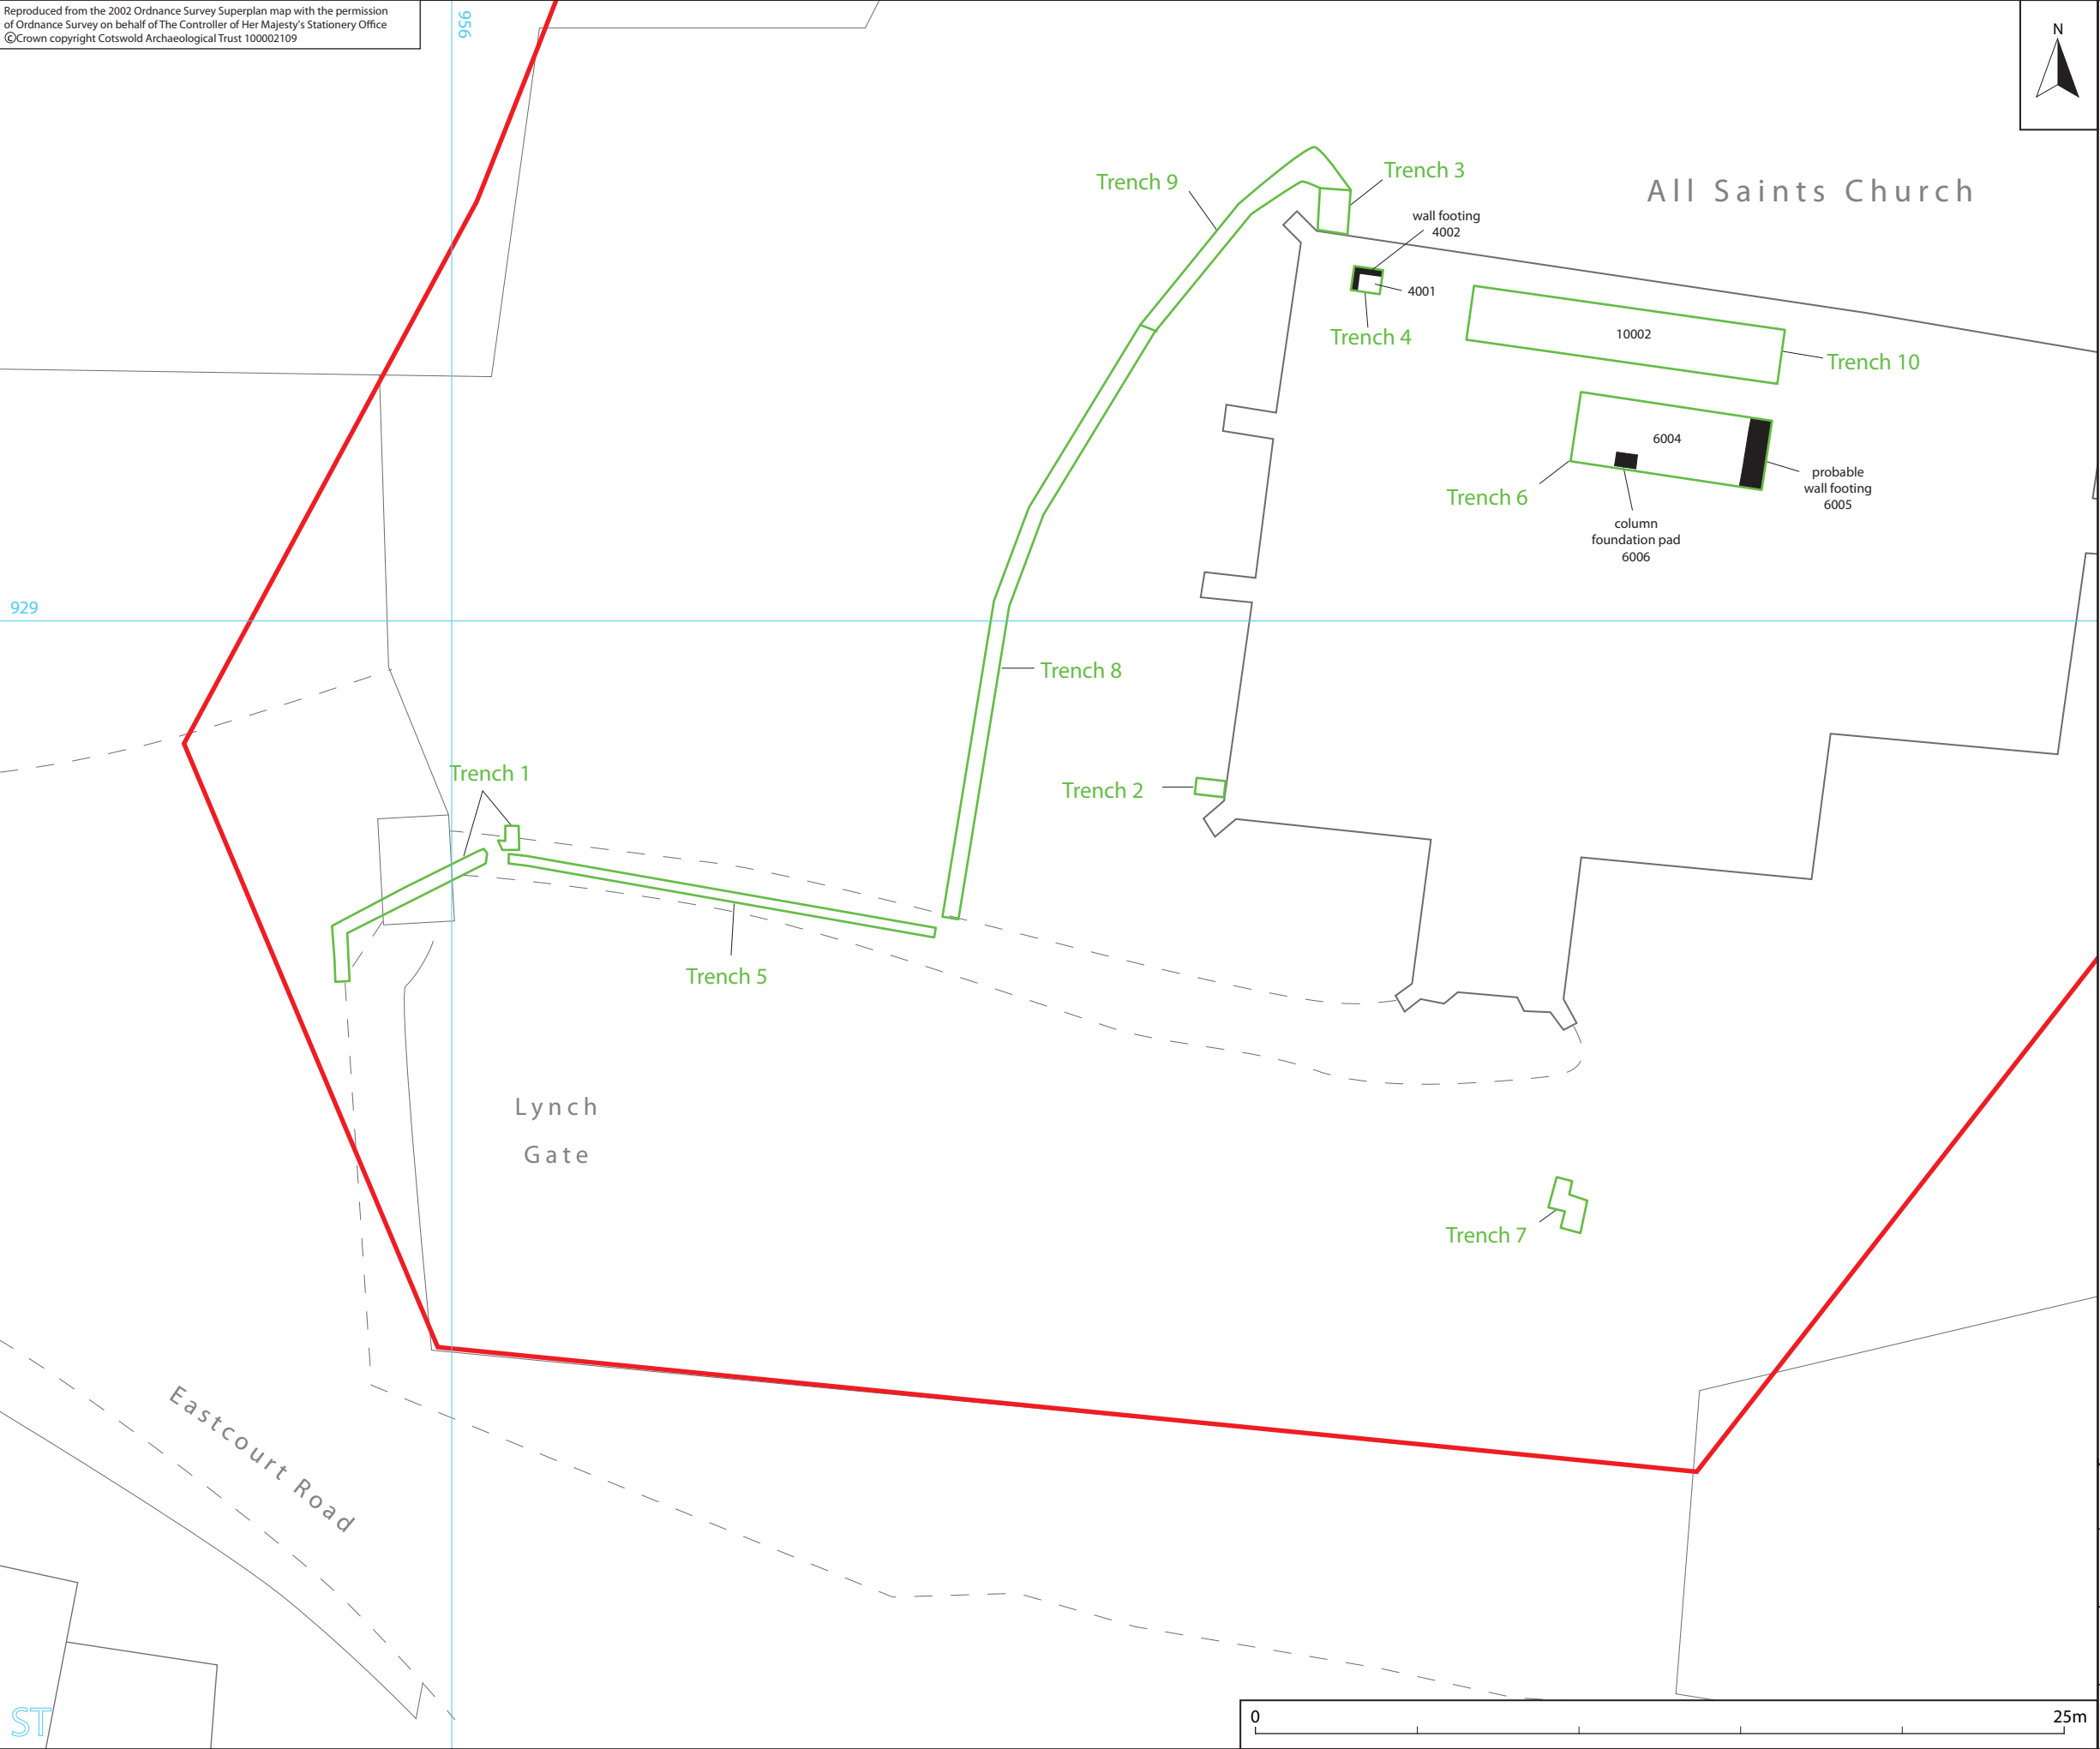 Reproduced from the 2002 Ordnance Survey Superplan map with the permission
of Ordnance Survey on behalf of The Controller of Her Majesty's Stationery Office
©Crown copyright Cotswold Archaeological Trust 100002109
956
N
Trench 9
Trench 3
All Saints Church
wall footing
4002
4001
Trench 4
10002
Trench 10
6004
Trench 6
probable
wall footing
6005
column
foundation pad
6006
929
Trench 8
Trench 1
Trench 2
Trench 5
Lynch
Gate
Trench 7
Eastcourt Road
ST
0
25m